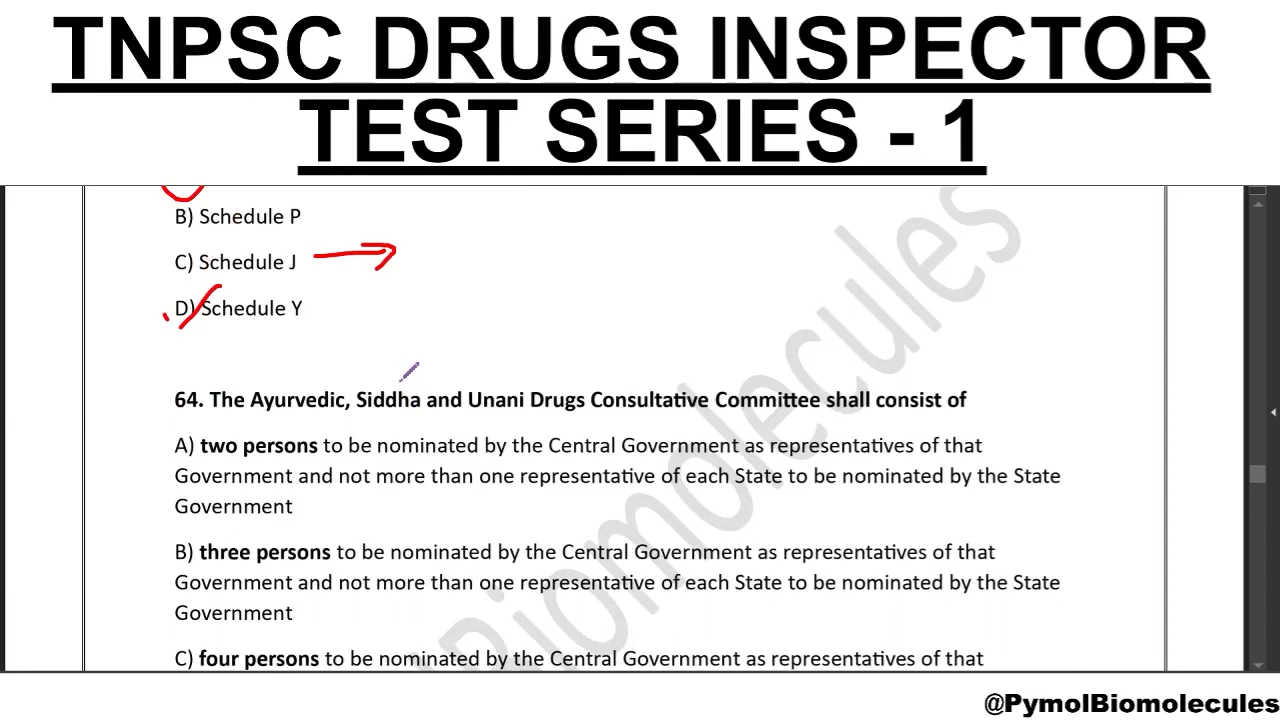 TNPSC DRUGS INSPECTOR
TEST SERIES - 1
B) Schedule P
C) Schedule J
D) Schedule Y
64. The Ayurvedic, Siddha and Unani Drugs Consultative Committee shall consist of
A) two persons to be nominated by the Central Government as representatives of that
Government and not more than one representative of each State to be nominated by the State
Government
B) three persons to be nominated by the Central Government as representatives of that
Government and not more than one representative of each State to be nominated by the State
Government
C) four persons to be nominated by the Central Government as representatives of that
Biomolecules
@PymolBiomolecules